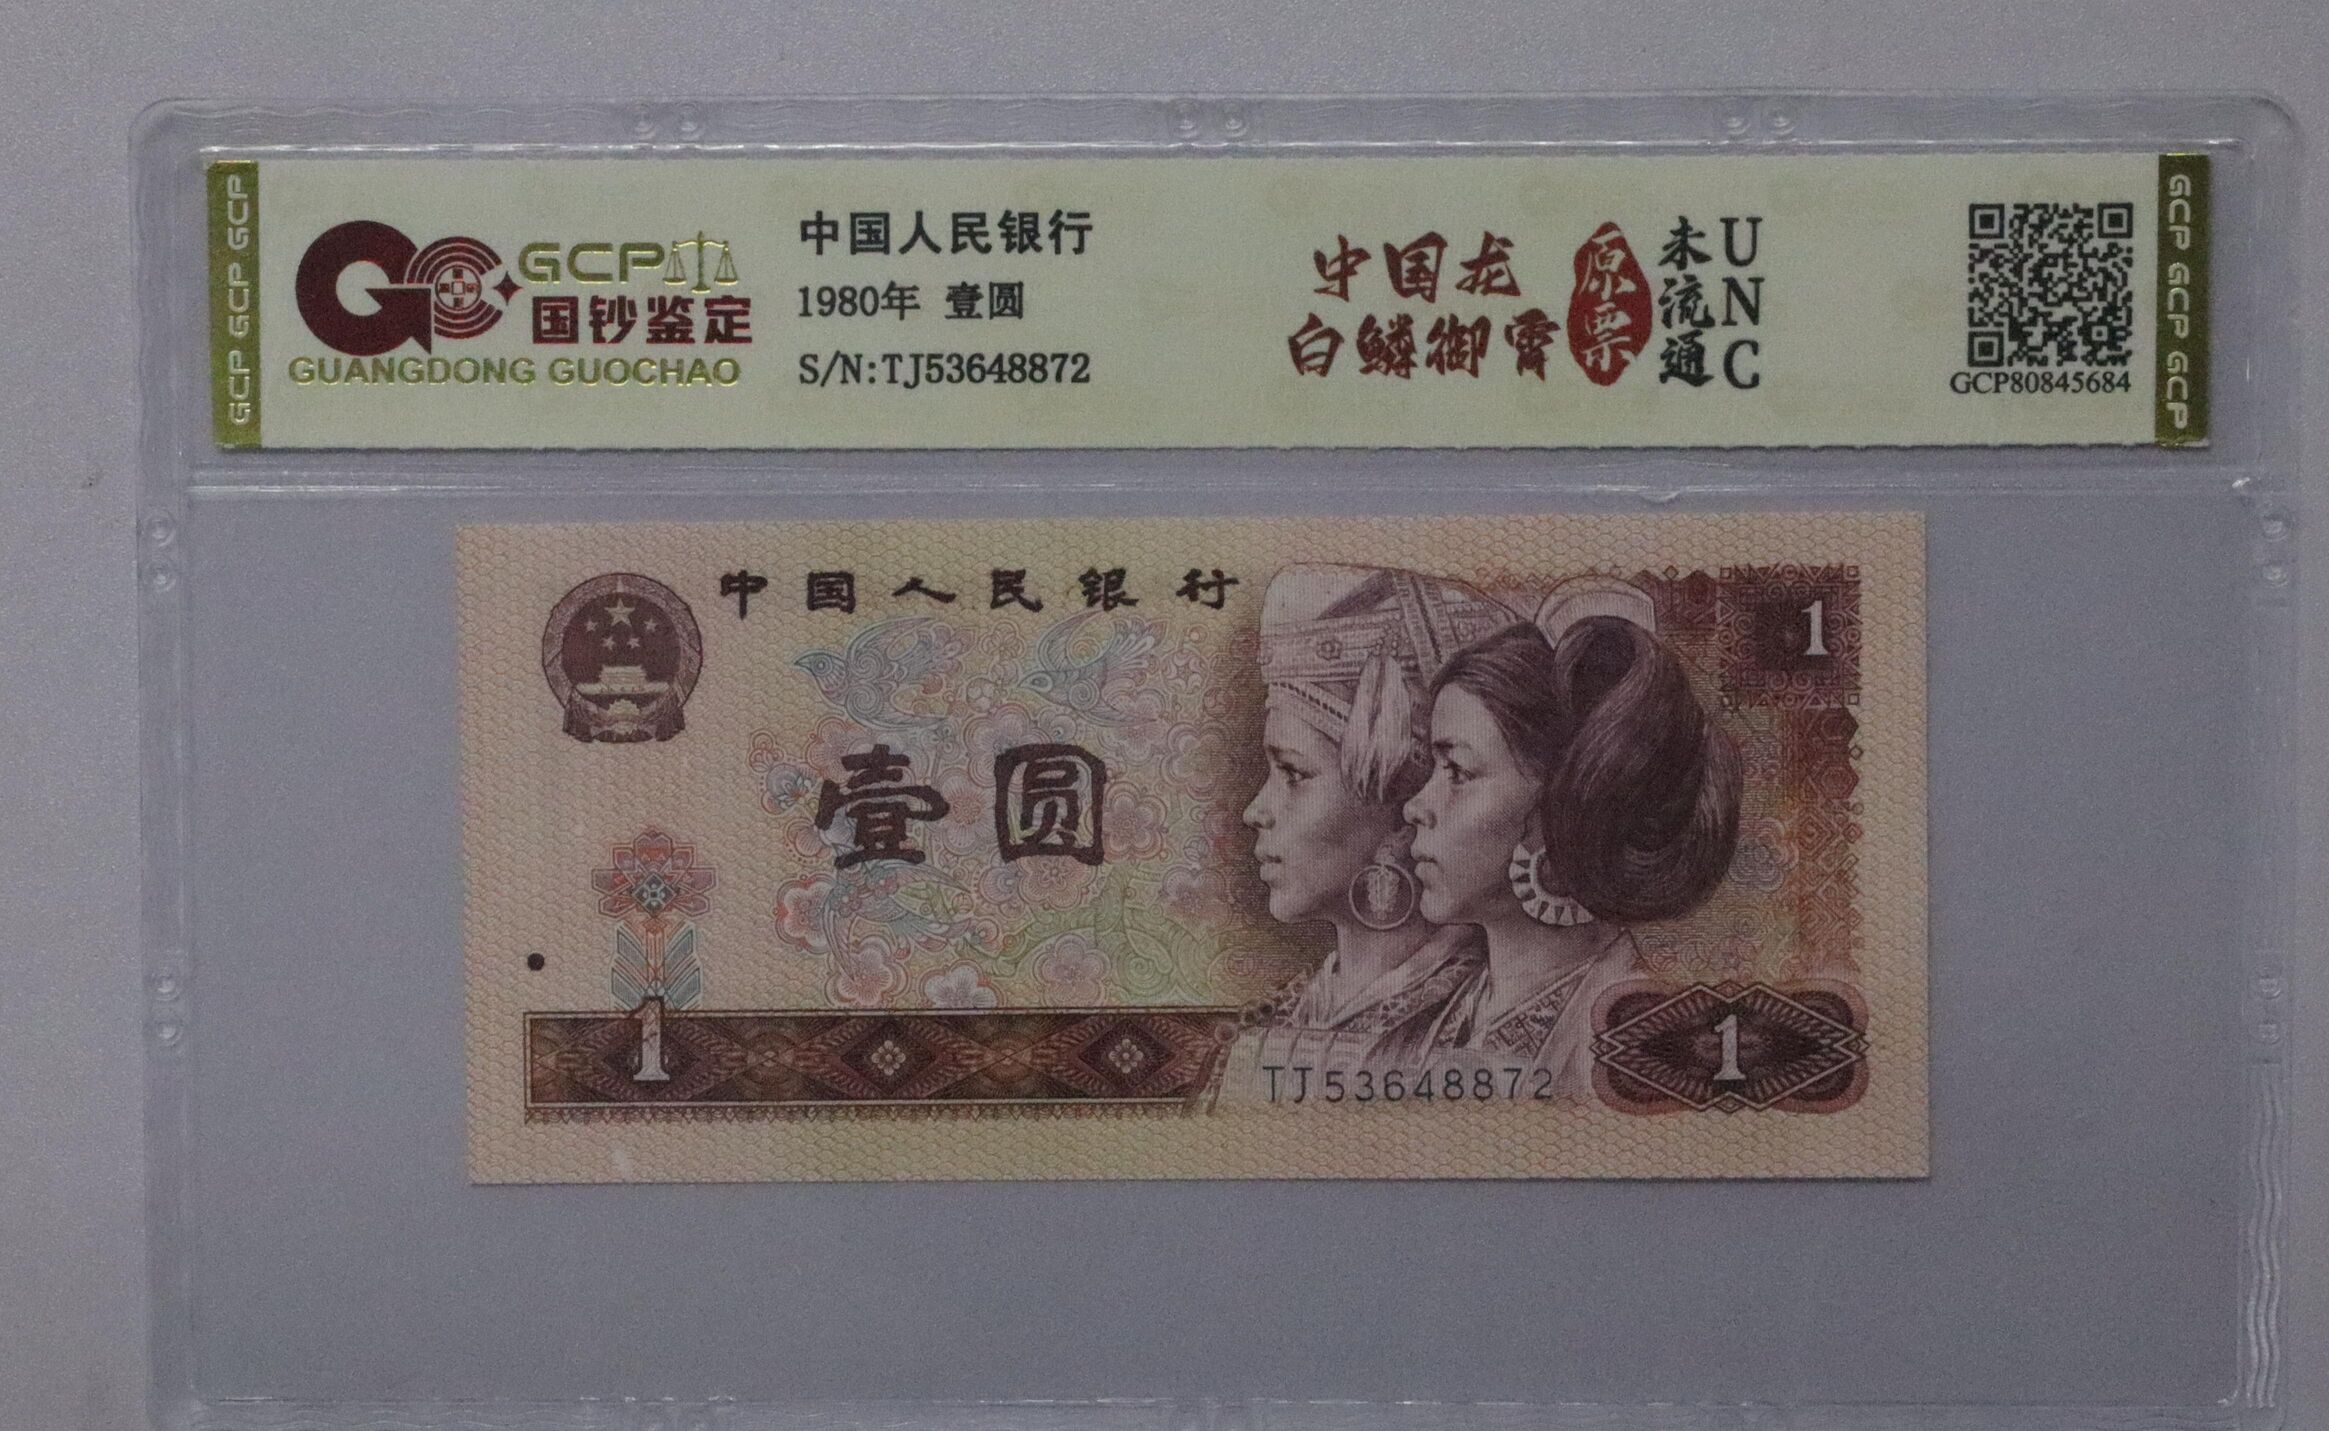 GCP GCP GCP
GCP
国钞鉴定
GUANGDONG GUOCHAO
中国人民银行
1980年 壹圆
S/N:TJ53648872
中国龙
白鳞御霄
原票
未流通
UNC
GCP80845684
GCP GCP GCP
中国人民银行
1
壹圆
1
TJ53648872
1